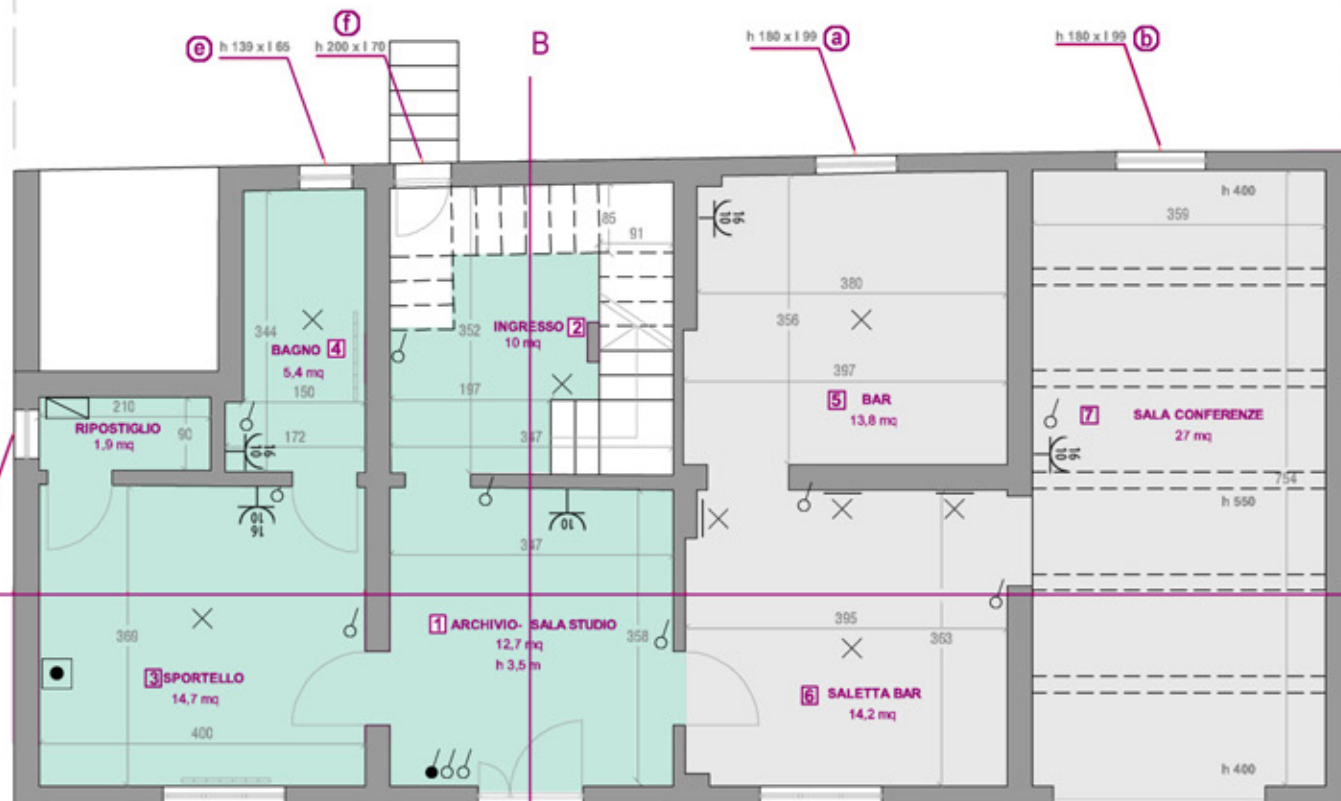 e h 139 x l 65
f
h 200 x l 70
B
h 180 x l 99 a
h 180 x l 99 b
h 400
359
85
91
16
10
380
356
397
344
BAGNO 4
5,4 mq
150
172
16
10
352
INGRESSO 2
10 mq
197
347
5 BAR
13,8 mq
7 SALA CONFERENZE
27 mq
16
10
754
h 550
210
RIPOSTIGLIO
1,9 mq
90
10
16
10
347
369
3 SPORTELLO
14,7 mq
400
1 ARCHIVIO- SALA STUDIO
12,7 mq
h 3,5 m
358
395
363
6 SALETTA BAR
14,2 mq
h 400